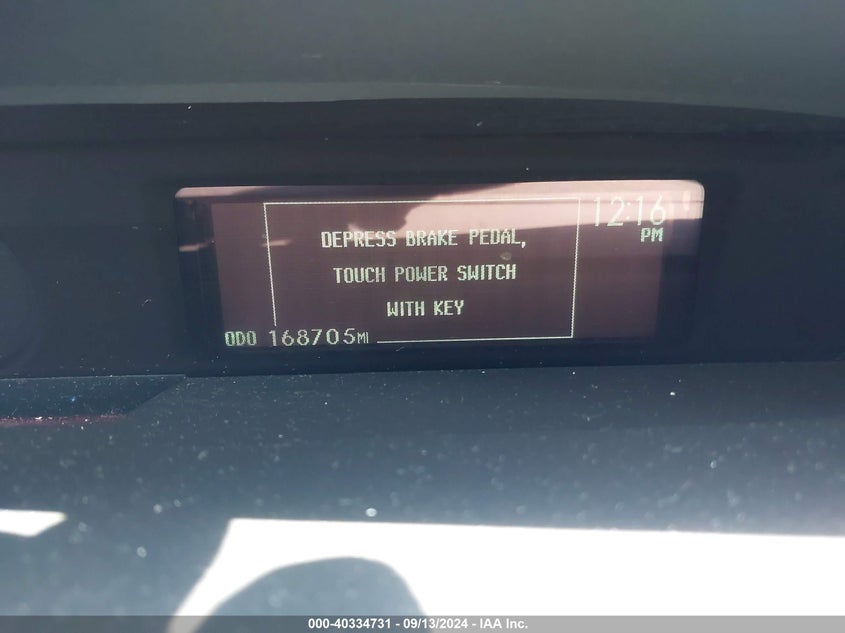 12:16
PM
DEPRESS BRAKE PEDAL,
TOUCH POWER SWITCH
WITH KEY
ODO 168705MI
000-40334731 - 09/13/2024 - IAA Inc.